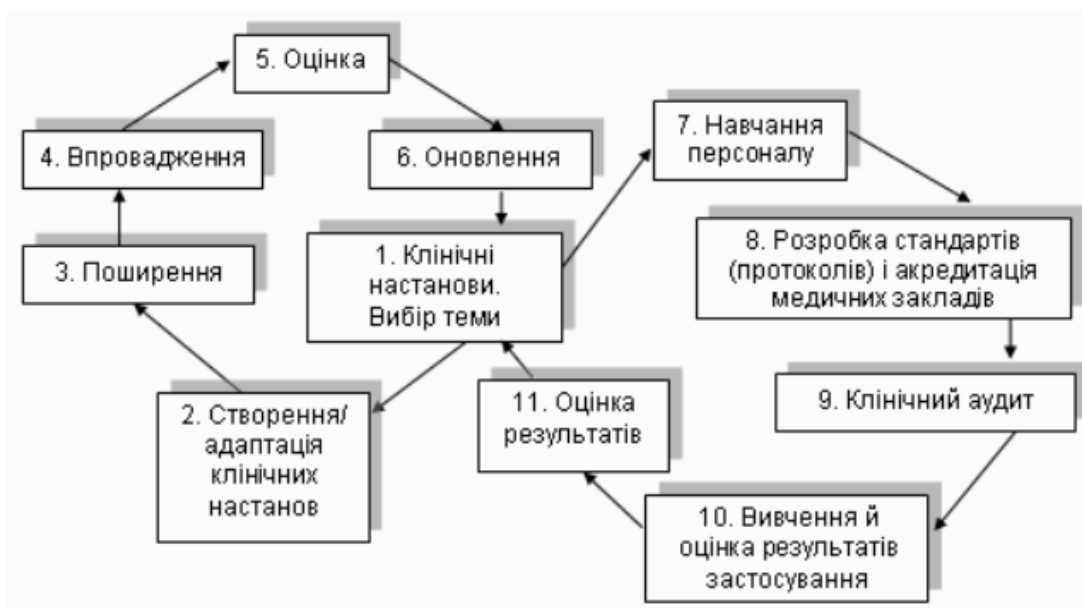 5. Оцінка
4. Впровадження
6. Оновлення
7. Навчання
персоналу
3. Поширення
1. Клінічні
настанови.
Вибір теми
8. Розробка стандартів
(протоколів) і акредитація
медичних закладів
2. Створення/
адаптація
клінічних
настанов
11. Оцінка
результатів
9. Клінічний аудит
10. Вивчення й
оцінка результатів
застосування